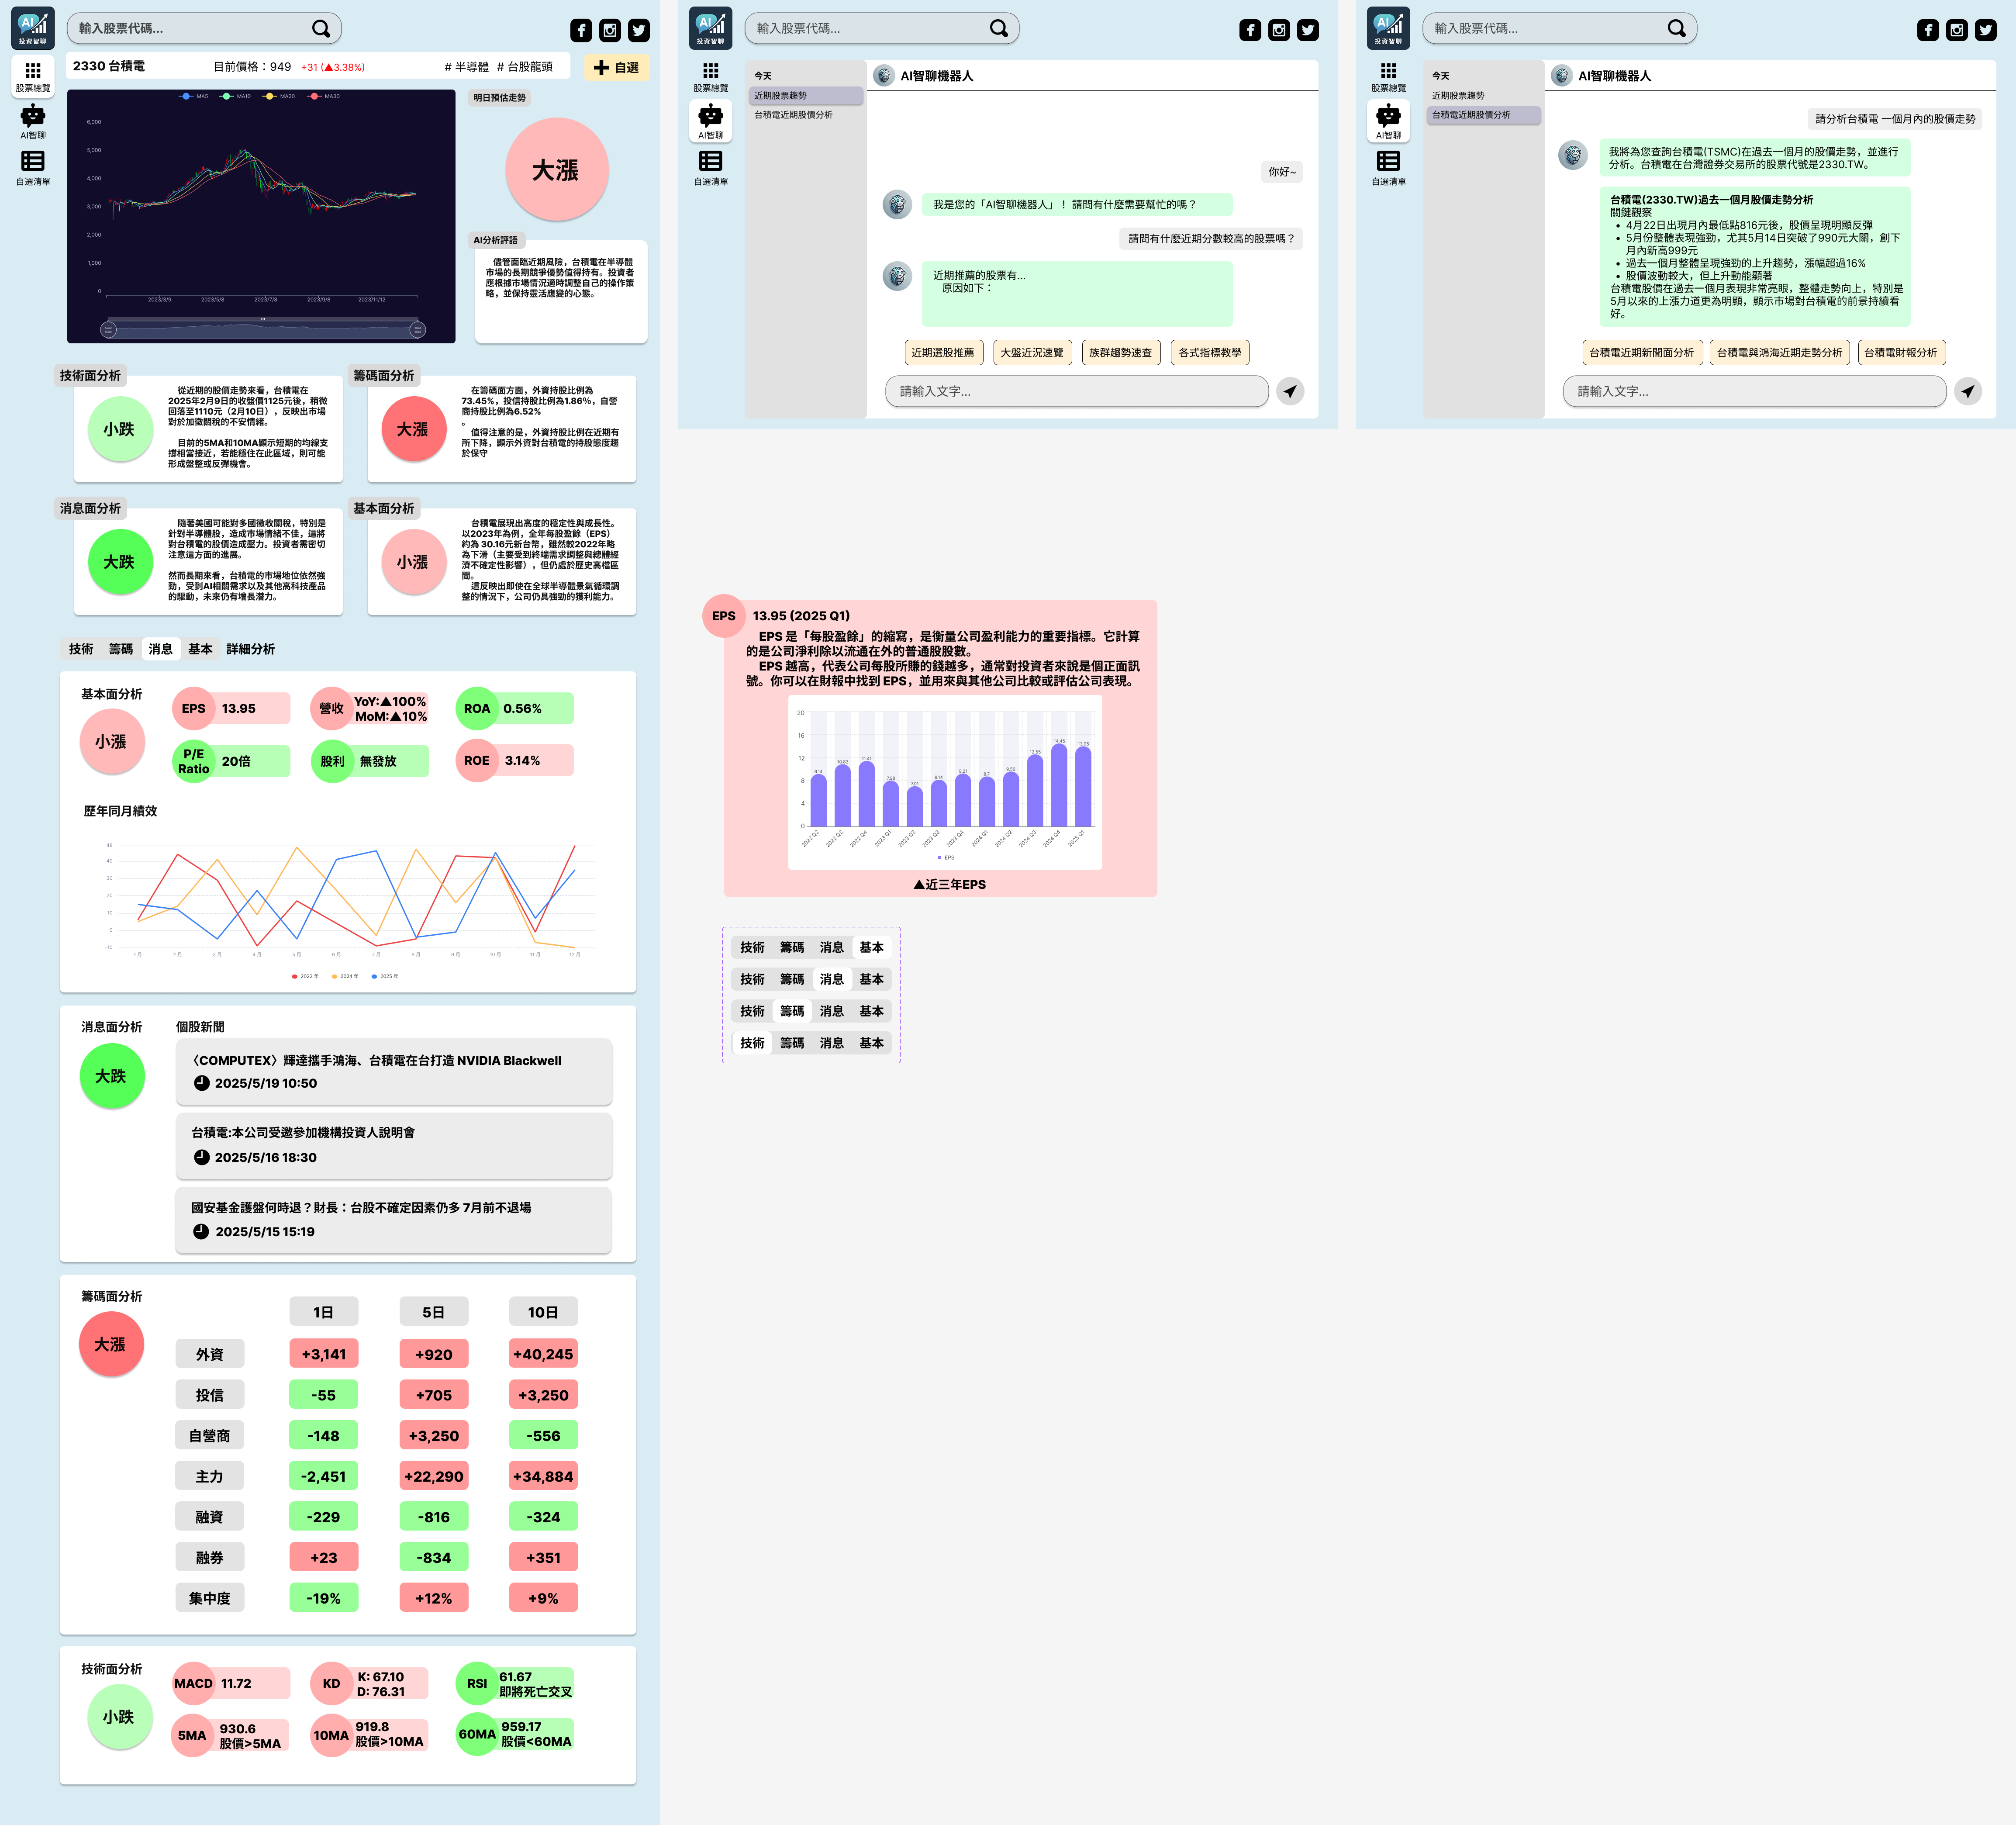 AI
投資智聊
輸入股票代碼...
股票總覽
AI智聊
自選清單
2330 台積電
目前價格：949
+31 (▲3.38%)
# 半導體 # 台股龍頭
自選
MA5
MA10
MA20
MA30
6,000
5,000
4,000
3,000
2,000
1,000
0
2023/3/9
2023/5/8
2023/7/8
2023/9/8
2023/11/12
明日預估走勢
大漲
AI分析評語
儘管面臨近期風險，台積電在半導體
市場的長期競爭優勢值得持有。投資者
應根據市場情況適時調整自己的操作策
略，並保持靈活應變的心態。
技術面分析
小跌
從近期的股價走勢來看，台積電在
2025年2月9日的收盤價1125元後，稍微
回落至1110元（2月10日），反映出市場
對於加徵關稅的不安情緒。
目前的5MA和10MA顯示短期的均線支
撐相當接近，若能穩住在此區域，則可能
形成盤整或反彈機會。
籌碼面分析
大漲
在籌碼面方面，外資持股比例為
73.45%，投信持股比例為1.86%，自營
商持股比例為6.52%
。
值得注意的是，外資持股比例在近期有
所下降，顯示外資對台積電的持股態度趨
於保守
消息面分析
大跌
隨著美國可能對多國徵收關稅，特別是
針對半導體股，造成市場情緒不佳，這將
對台積電的股價造成壓力。投資者需密切
注意這方面的進展。
然而長期來看，台積電的市場地位依然強
勁，受到AI相關需求以及其他高科技產品
的驅動，未來仍有增長潛力。
基本面分析
小漲
台積電展現出高度的穩定性與成長性。
以2023年為例，全年每股盈餘（EPS）
約為 30.16元新台幣，雖然較2022年略
為下滑（主要受到終端需求調整與總體經
濟不確定性影響），但仍處於歷史高檔區
間。
這反映出即使在全球半導體景氣循環調
整的情況下，公司仍具強勁的獲利能力。
技術 籌碼 消息 基本 詳細分析
基本面分析
小漲
EPS 13.95
營收 YoY:▲100%
MoM:▲10%
ROA 0.56%
P/E
Ratio 20倍
股利 無發放
ROE 3.14%
歷年同月績效
49
40
30
20
10
0
-10
1 月
2 月
3 月
4 月
5 月
6 月
7 月
8 月
9 月
10 月
11 月
12 月
2023 年
2024 年
2025 年
消息面分析
大跌
個股新聞
〈COMPUTEX〉輝達攜手鴻海、台積電在台打造 NVIDIA Blackwell
2025/5/19 10:50
台積電:本公司受邀參加機構投資人說明會
2025/5/16 18:30
國安基金護盤何時退？財長：台股不確定因素仍多 7月前不退場
2025/5/15 15:19
籌碼面分析
大漲
1日 5日 10日
外資 +3,141 +920 +40,245
投信 -55 +705 +3,250
自營商 -148 +3,250 -556
主力 -2,451 +22,290 +34,884
融資 -229 -816 -324
融券 +23 -834 +351
集中度 -19% +12% +9%
技術面分析
小跌
MACD 11.72
KD K: 67.10
D: 76.31
RSI 61.67
即將死亡交叉
5MA 930.6
股價>5MA
10MA 919.8
股價>10MA
60MA 959.17
股價<60MA
AI
投資智聊
輸入股票代碼...
股票總覽
AI智聊
自選清單
今天
近期股票趨勢
台積電近期股價分析
AI智聊機器人
你好~
我是您的「AI智聊機器人」！ 請問有什麼需要幫忙的嗎？
請問有什麼近期分數較高的股票嗎？
近期推薦的股票有...
原因如下：
近期選股推薦
大盤近況速覽
族群趨勢速查
各式指標教學
請輸入文字...
EPS 13.95 (2025 Q1)
EPS 是「每股盈餘」的縮寫，是衡量公司盈利能力的重要指標。它計算
的是公司淨利除以流通在外的普通股股數。
EPS 越高，代表公司每股所賺的錢越多，通常對投資者來說是個正面訊
號。你可以在財報中找到 EPS，並用來與其他公司比較或評估公司表現。
20
16
12
8
4
0
9.14
10.83
11.41
7.98
7.01
8.14
9.21
8.7
9.56
12.55
14.45
13.95
2022 Q3
2022 Q4
2023 Q1
2023 Q2
2023 Q3
2023 Q4
2024 Q1
2024 Q2
2024 Q3
2024 Q4
2025 Q1
EPS
▲近三年EPS
技術 籌碼 消息 基本
技術 籌碼 消息 基本
技術 籌碼 消息 基本
技術 籌碼 消息 基本
AI
投資智聊
輸入股票代碼...
股票總覽
AI智聊
自選清單
今天
近期股票趨勢
台積電近期股價分析
AI智聊機器人
請分析台積電 一個月內的股價走勢
我將為您查詢台積電(TSMC)在過去一個月的股價走勢，並進行
分析。台積電在台灣證券交易所的股票代號是2330.TW。
台積電(2330.TW)過去一個月股價走勢分析
關鍵觀察
• 4月22日出現月內最低點816元後，股價呈現明顯反彈
• 5月份整體表現強勁，尤其5月14日突破了990元大關，創下
月內新高999元
• 過去一個月整體呈現強勁的上升趨勢，漲幅超過16%
• 股價波動較大，但上升動能顯著
台積電股價在過去一個月表現非常亮眼，整體走勢向上，特別是
5月以來的上漲力道更為明顯，顯示市場對台積電的前景持續看
好。
台積電近期新聞面分析
台積電與鴻海近期走勢分析
台積電財報分析
請輸入文字...